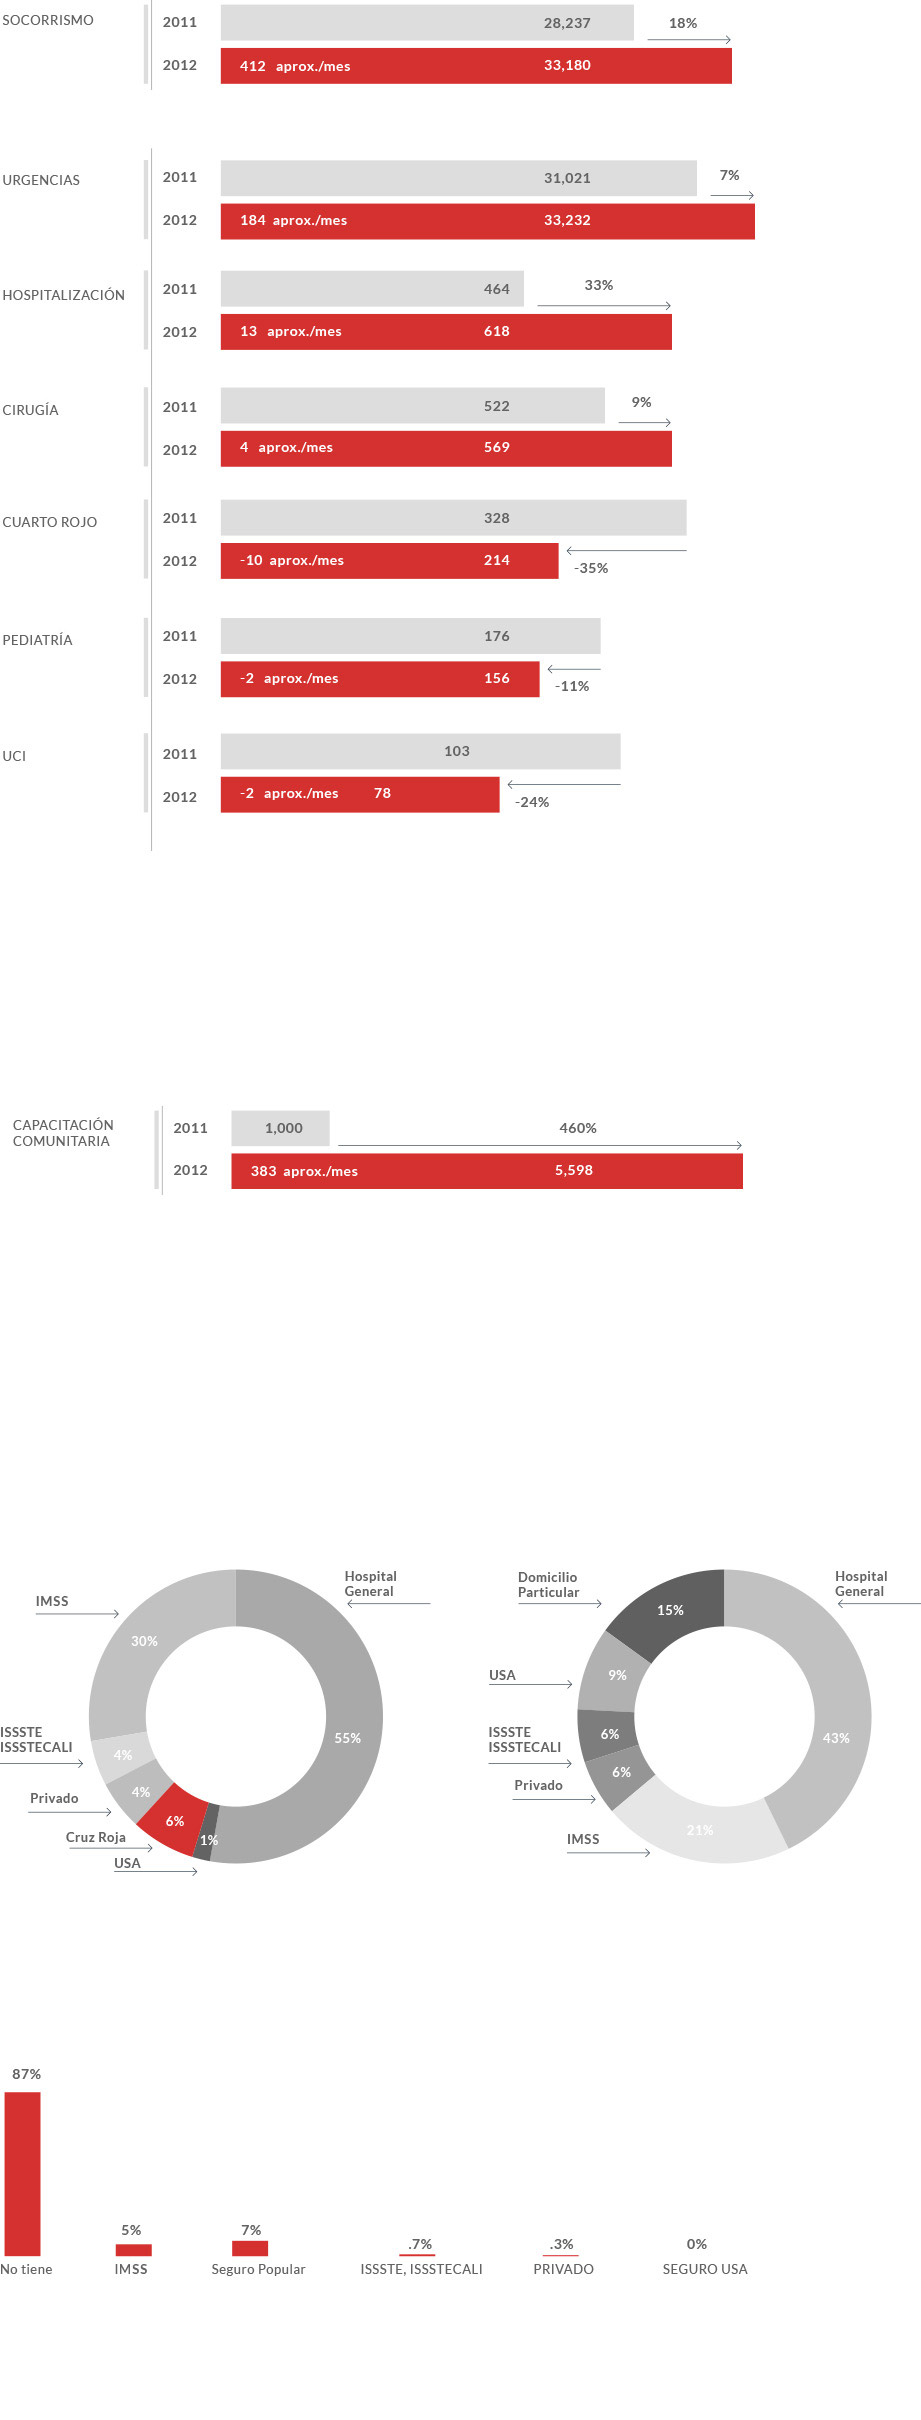 SOCORRISMO
2011
28,237
18%
2012
412 aprox./mes
33,180
URGENCIAS
2011
31,021
7%
2012
184 aprox./mes
33,232
HOSPITALIZACIÓN
2011
464
33%
2012
13 aprox./mes
618
CIRUGÍA
2011
522
9%
2012
4 aprox./mes
569
CUARTO ROJO
2011
328
2012
-10 aprox./mes
214
-35%
PEDIATRÍA
2011
176
2012
-2 aprox./mes
156
-11%
UCI
2011
103
2012
-2 aprox./mes
78
-24%
CAPACITACIÓN
COMUNITARIA
2011
1,000
460%
2012
383 aprox./mes
5,598
Hospital
General
IMSS
30%
55%
ISSSTE
ISSSTECALI
4%
Privado
4%
6%
Cruz Roja
1%
USA
Domicilio
Particular
Hospital
General
15%
USA
9%
ISSSTE
ISSSTECALI
6%
43%
Privado
6%
21%
IMSS
87%
5%
7%
.7%
.3%
0%
No tiene
IMSS
Seguro Popular
ISSSTE, ISSSTECALI
PRIVADO
SEGURO USA